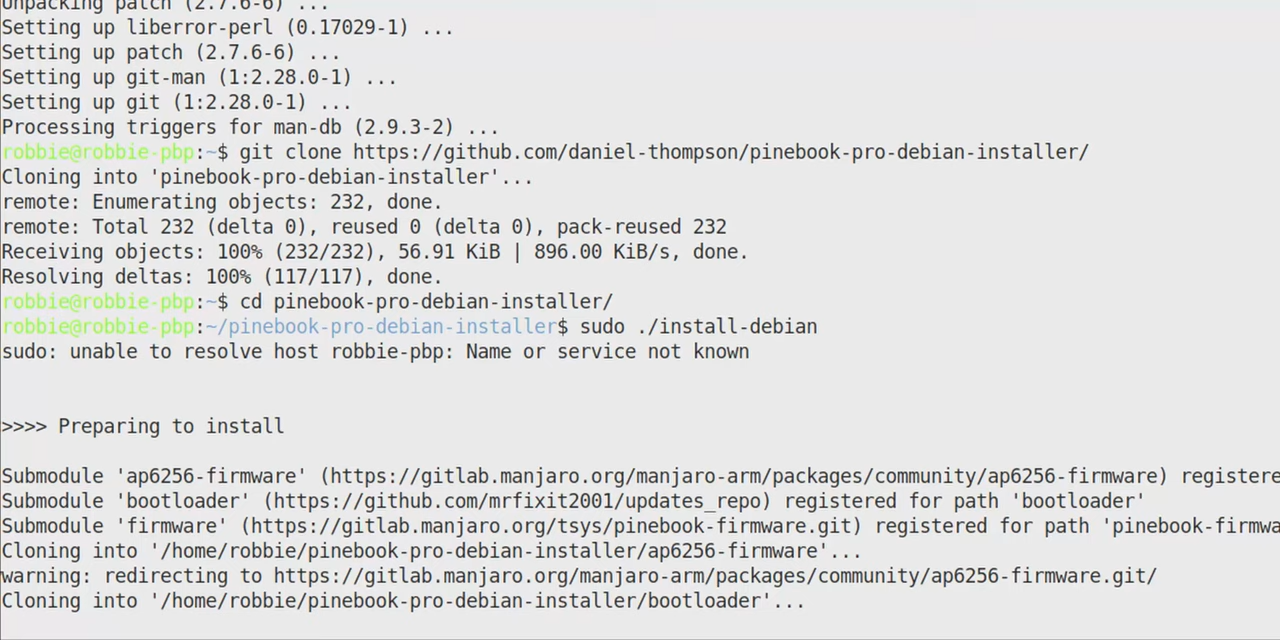 Unpacking patch (2.7.6-6) ...
Setting up liberror-perl (0.17029-1) ...
Setting up patch (2.7.6-6) ...
Setting up git-man (1:2.28.0-1) ...
Setting up git (1:2.28.0-1) ...
Processing triggers for man-db (2.9.3-2) ...
robbie@robbie-pbp:~$ git clone https://github.com/daniel-thompson/pinebook-pro-debian-installer/
Cloning into 'pinebook-pro-debian-installer'...
remote: Enumerating objects: 232, done.
remote: Total 232 (delta 0), reused 0 (delta 0), pack-reused 232
Receiving objects: 100% (232/232), 56.91 KiB | 896.00 KiB/s, done.
Resolving deltas: 100% (117/117), done.
robbie@robbie-pbp:~$ cd pinebook-pro-debian-installer/
robbie@robbie-pbp:~/pinebook-pro-debian-installer$ sudo ./install-debian
sudo: unable to resolve host robbie-pbp: Name or service not known
>>>> Preparing to install
Submodule 'ap6256-firmware' (https://gitlab.manjaro.org/manjaro-arm/packages/community/ap6256-firmware) registere
Submodule 'bootloader' (https://github.com/mrfixit2001/updates_repo) registered for path 'bootloader'
Submodule 'firmware' (https://gitlab.manjaro.org/tsys/pinebook-firmware.git) registered for path 'pinebook-firmwa
Cloning into '/home/robbie/pinebook-pro-debian-installer/ap6256-firmware'...
warning: redirecting to https://gitlab.manjaro.org/manjaro-arm/packages/community/ap6256-firmware.git/
Cloning into '/home/robbie/pinebook-pro-debian-installer/bootloader'...